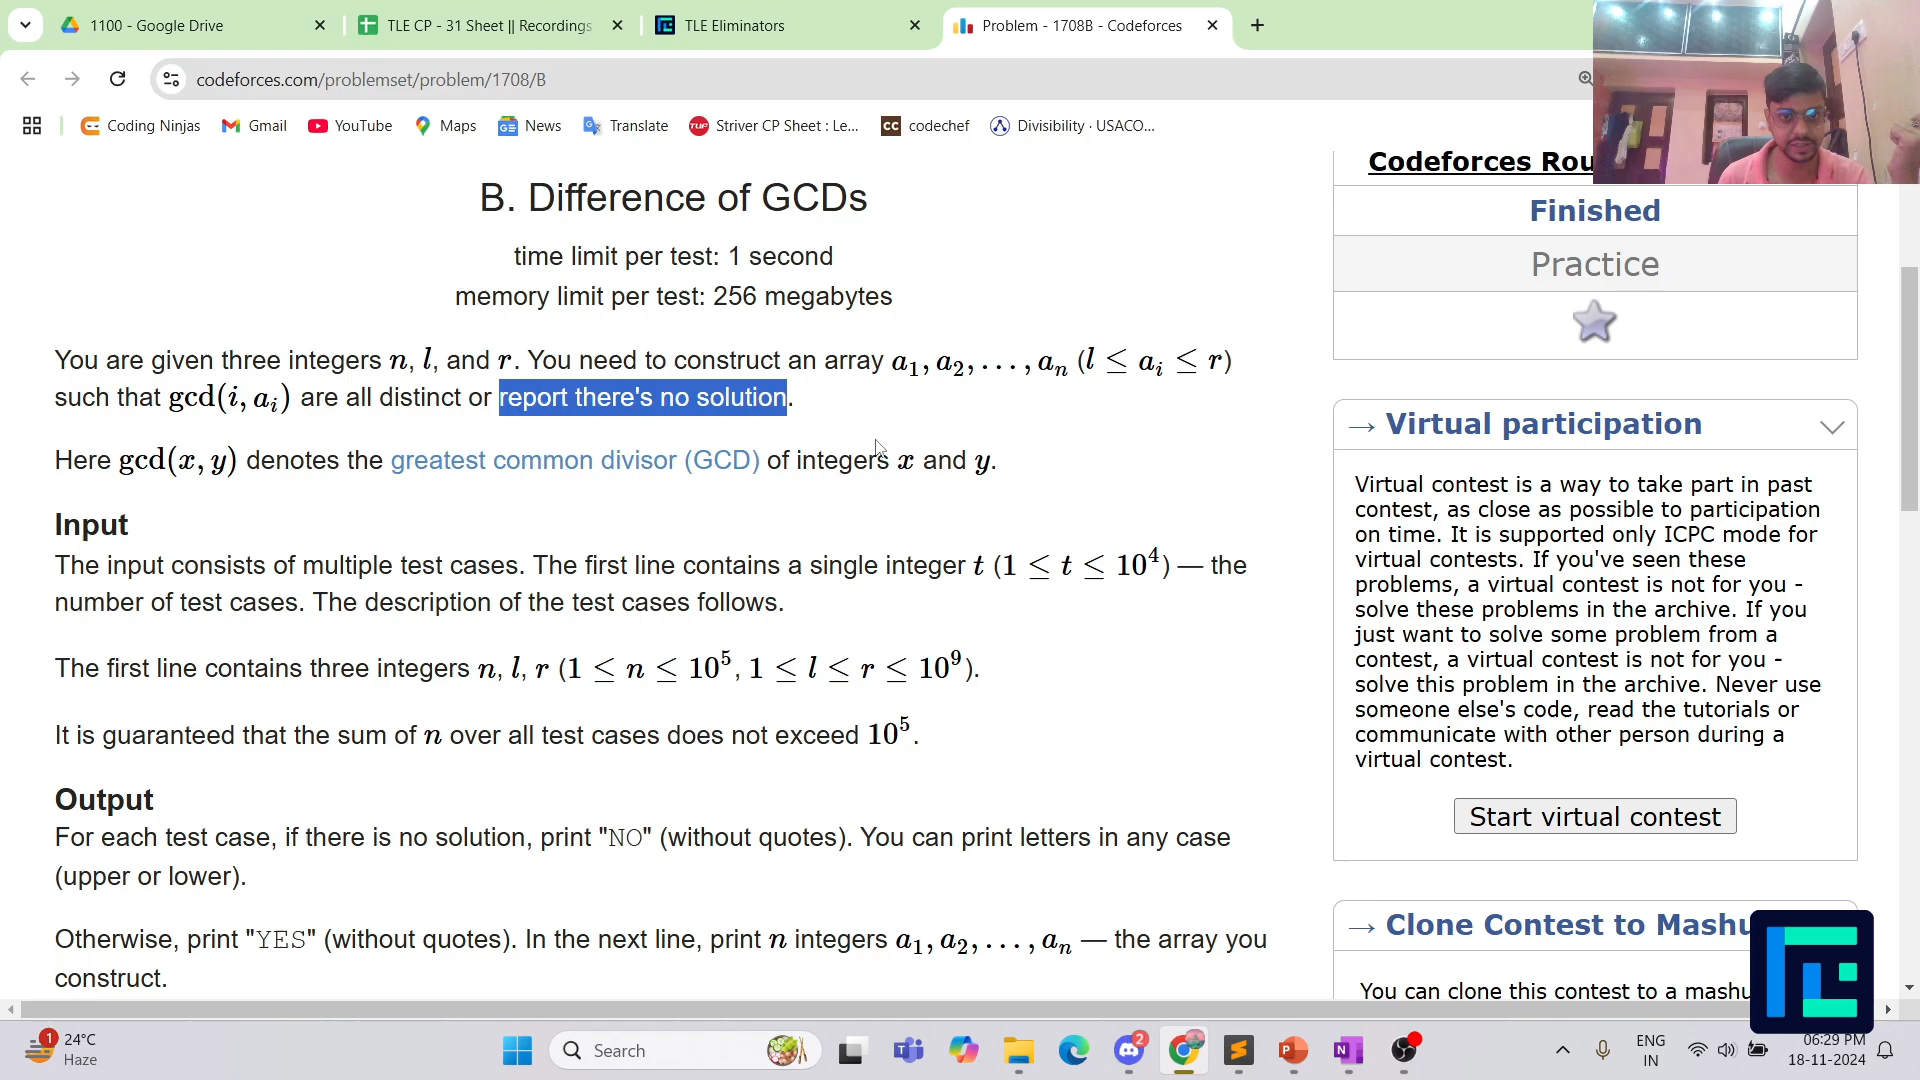 1100 - Google Drive
TLE CP - 31 Sheet || Recordings
TLE Eliminators
Problem - 1708B - Codeforces
codeforces.com/problemset/problem/1708/B
Coding Ninjas
Gmail
YouTube
Maps
News
Translate
Striver CP Sheet : Le...
codechef
Divisibility · USACO...
B. Difference of GCDs
time limit per test: 1 second
memory limit per test: 256 megabytes
You are given three integers n, l, and r. You need to construct an array a₁, a₂, ..., aₙ (l ≤ aᵢ ≤ r)
such that gcd(i, aᵢ) are all distinct or report there's no solution.
Here gcd(x, y) denotes the greatest common divisor (GCD) of integers x and y.
Input
The input consists of multiple test cases. The first line contains a single integer t (1 ≤ t ≤ 10⁴) — the
number of test cases. The description of the test cases follows.
The first line contains three integers n, l, r (1 ≤ n ≤ 10⁵, 1 ≤ l ≤ r ≤ 10⁹).
It is guaranteed that the sum of n over all test cases does not exceed 10⁵.
Output
For each test case, if there is no solution, print "NO" (without quotes). You can print letters in any case
(upper or lower).
Otherwise, print "YES" (without quotes). In the next line, print n integers a₁, a₂, ..., aₙ — the array you
construct.
Codeforces Rou
Finished
Practice
→ Virtual participation
Virtual contest is a way to take part in past
contest, as close as possible to participation
on time. It is supported only ICPC mode for
virtual contests. If you've seen these
problems, a virtual contest is not for you -
solve these problems in the archive. If you
just want to solve some problem from a
contest, a virtual contest is not for you -
solve this problem in the archive. Never use
someone else's code, read the tutorials or
communicate with other person during a
virtual contest.
Start virtual contest
→ Clone Contest to Mashu
You can clone this contest to a mashu
1
24°C
Haze
Search
2
ENG
IN
06:29 PM
18-11-2024